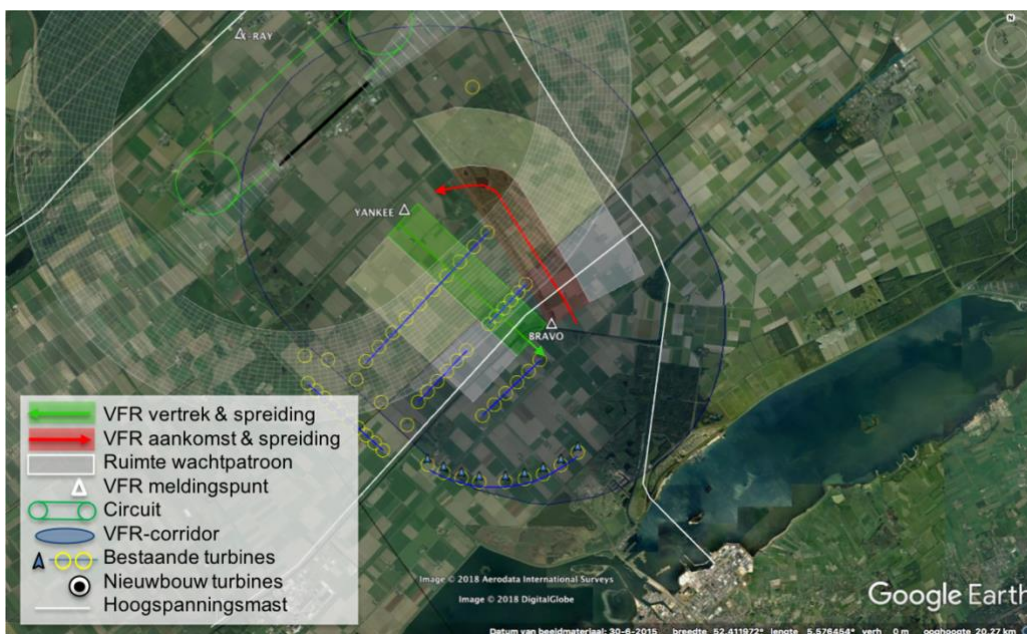 X-RAY
YANKEE
BRAVO
VFR vertrek & spreiding
VFR aankomst & spreiding
Ruimte wachtpatroon
VFR meldingspunt
Circuit
VFR-corridor
Bestaande turbines
Nieuwbouw turbines
Hoogspanningsmast
Image © 2018 Aerodata International Surveys
Image © 2018 DigitalGlobe
Google Earth
Datum van beeldmateriaal: 30-6-2015 breedte 52.411972° lengte 5.576454° verh 0 m ooghoogte 20.27 km